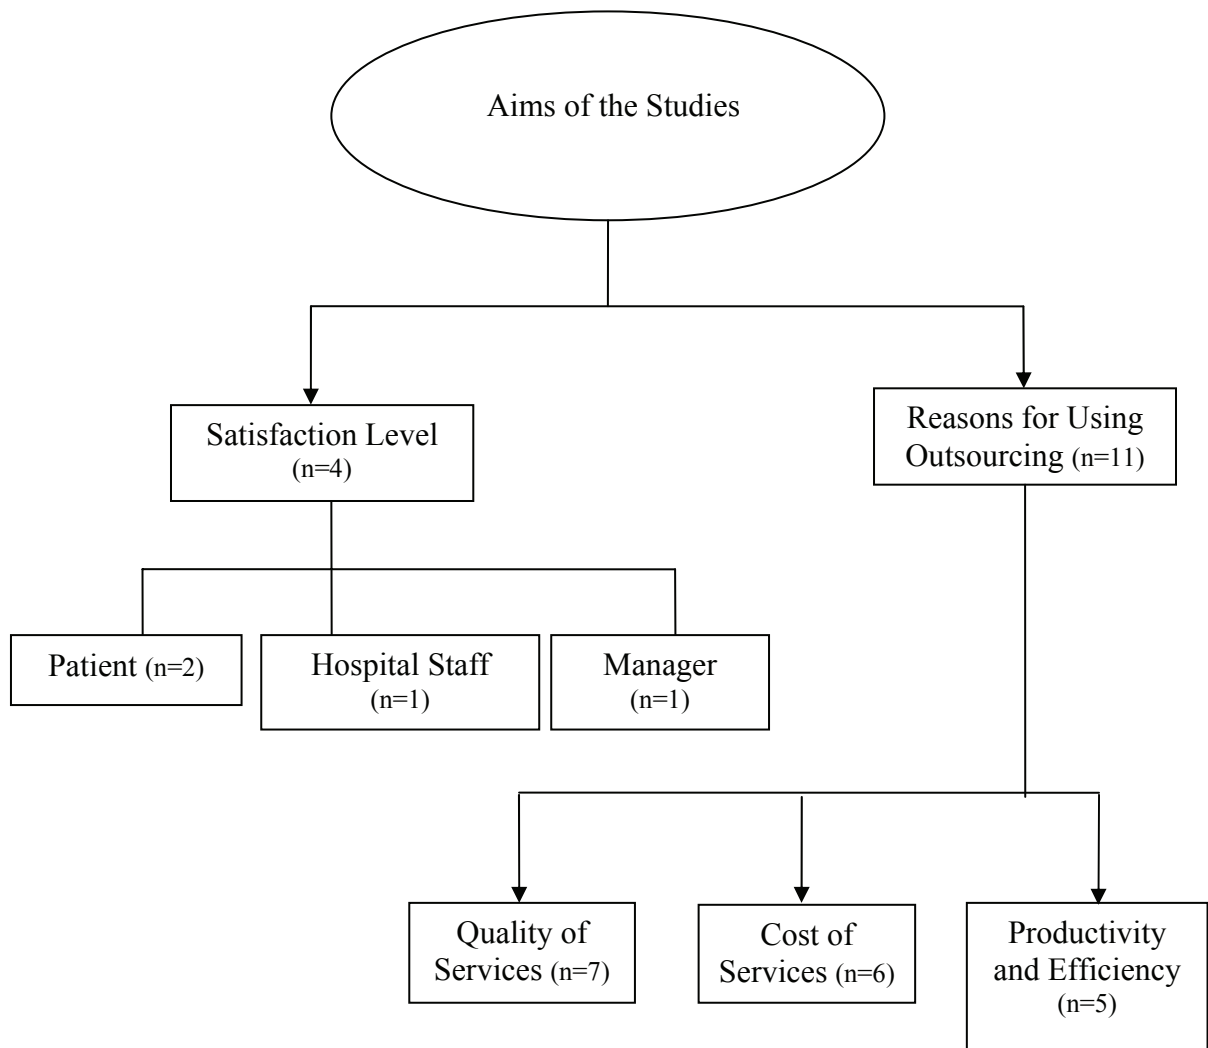 Aims of the Studies
Satisfaction Level
(n=4)
Reasons for Using
Outsourcing (n=11)
Patient (n=2)
Hospital Staff
(n=1)
Manager
(n=1)
Quality of
Services (n=7)
Cost of
Services (n=6)
Productivity
and Efficiency
(n=5)